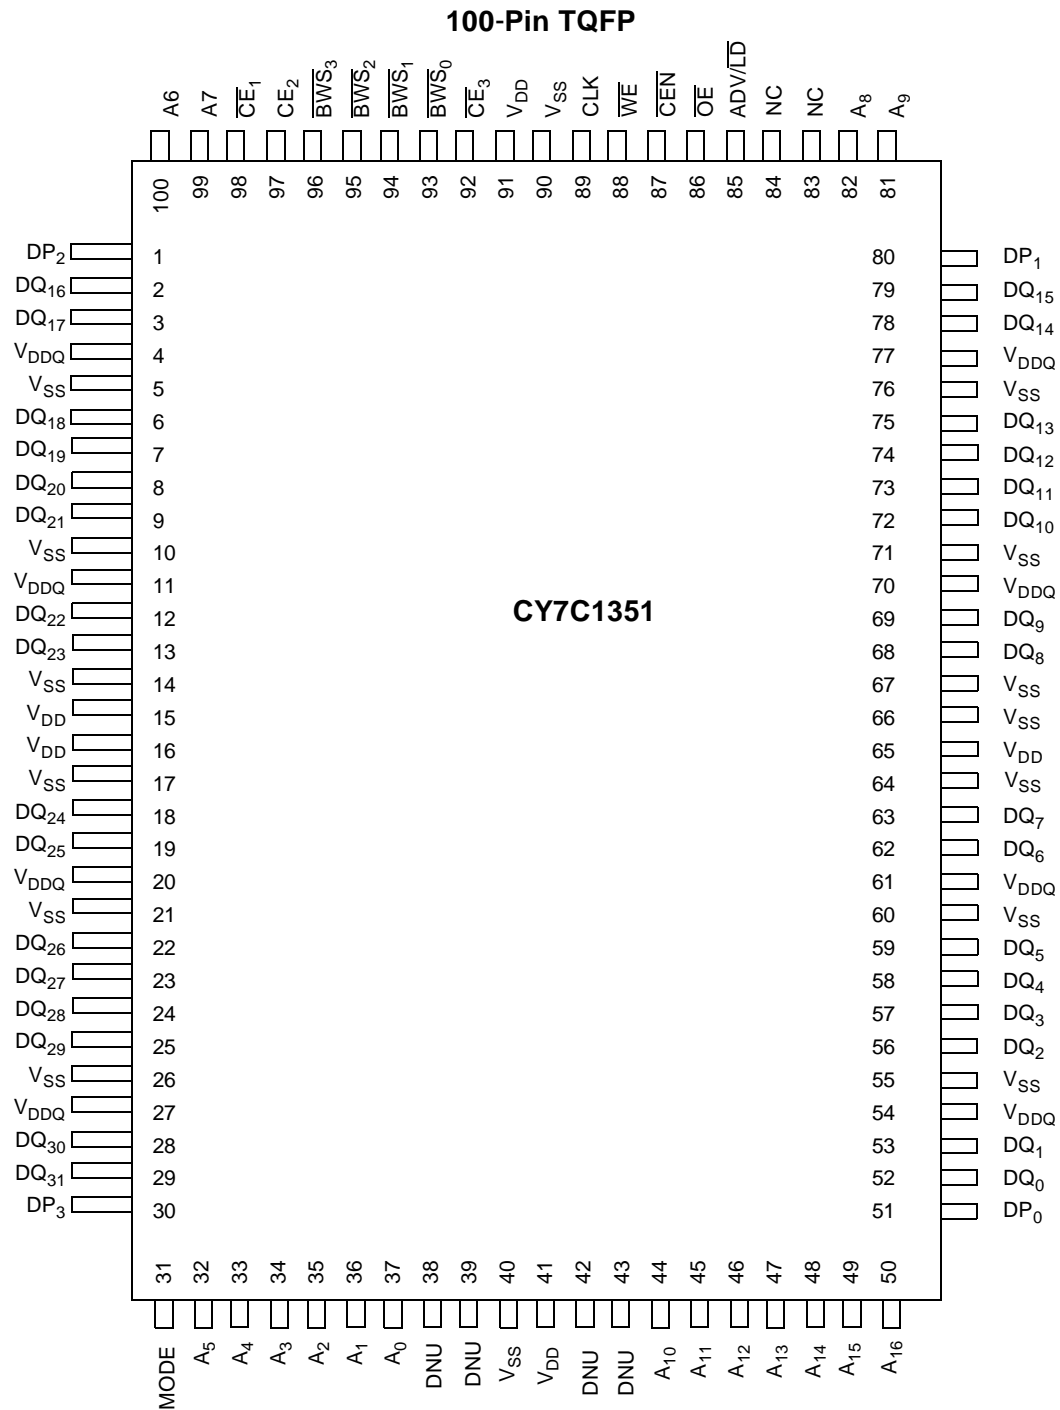 100-Pin TQFP
A6 A7 CE1 CE2 BWS3 BWS2 BWS1 BWS0 CE3 VDD VSS CLK WE CEN OE ADV/LD NC NC A8 A9
100 99 98 97 96 95 94 93 92 91 90 89 88 87 86 85 84 83 82 81
DP2 1 80 DP1
DQ16 2 79 DQ15
DQ17 3 78 DQ14
VDDQ 4 77 VDDQ
VSS 5 76 VSS
DQ18 6 75 DQ13
DQ19 7 74 DQ12
DQ20 8 73 DQ11
DQ21 9 72 DQ10
VSS 10 71 VSS
VDDQ 11 70 VDDQ
CY7C1351
DQ22 12 69 DQ9
DQ23 13 68 DQ8
VSS 14 67 VSS
VDD 15 66 VSS
VDD 16 65 VDD
VSS 17 64 VSS
DQ24 18 63 DQ7
DQ25 19 62 DQ6
VDDQ 20 61 VDDQ
VSS 21 60 VSS
DQ26 22 59 DQ5
DQ27 23 58 DQ4
DQ28 24 57 DQ3
DQ29 25 56 DQ2
VSS 26 55 VSS
VDDQ 27 54 VDDQ
DQ30 28 53 DQ1
DQ31 29 52 DQ0
DP3 30 51 DP0
31 32 33 34 35 36 37 38 39 40 41 42 43 44 45 46 47 48 49 50
MODE A5 A4 A3 A2 A1 A0 DNU DNU VSS VDD DNU DNU A10 A11 A12 A13 A14 A15 A16